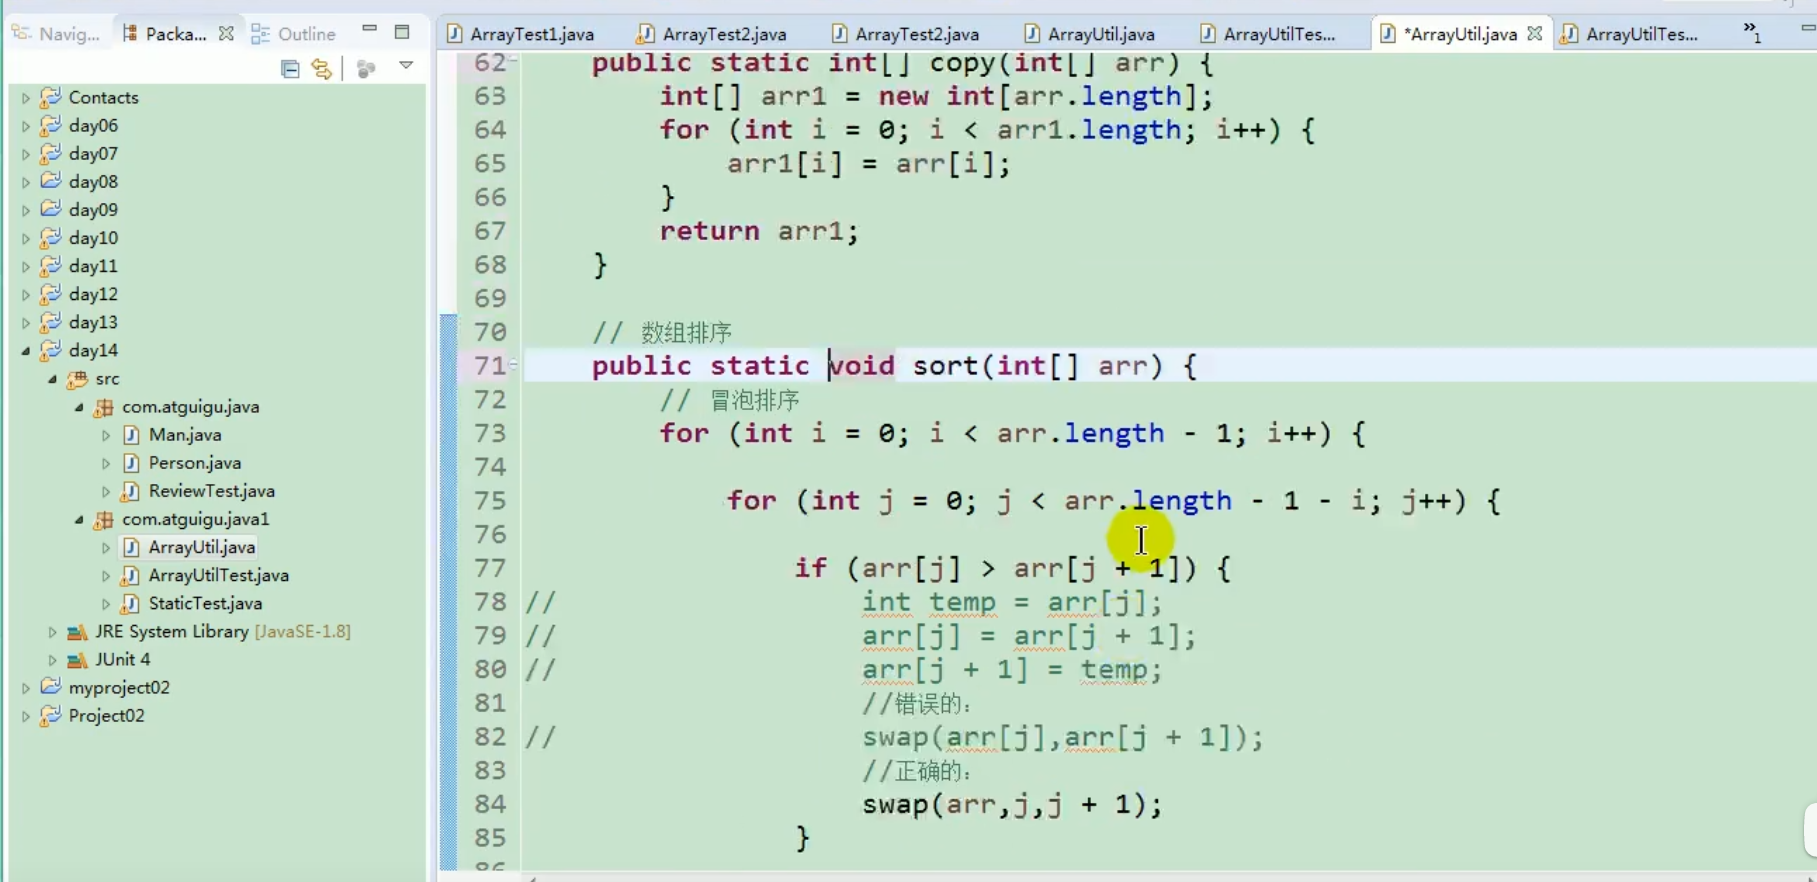 Navig...
Packa...
Outline
ArrayTest1.java
ArrayTest2.java
ArrayTest2.java
ArrayUtil.java
ArrayUtilTes...
*ArrayUtil.java
ArrayUtilTes...
»1
Contacts
day06
day07
day08
day09
day10
day11
day12
day13
day14
src
com.atguigu.java
Man.java
Person.java
ReviewTest.java
com.atguigu.java1
ArrayUtil.java
ArrayUtilTest.java
StaticTest.java
JRE System Library [JavaSE-1.8]
JUnit 4
myproject02
Project02
62 public static int[] copy(int[] arr) {
63 int[] arr1 = new int[arr.length];
64 for (int i = 0; i < arr1.length; i++) {
65 arr1[i] = arr[i];
66 }
67 return arr1;
68 }
69
70 // 数组排序
71 public static void sort(int[] arr) {
72 // 冒泡排序
73 for (int i = 0; i < arr.length - 1; i++) {
74
75 for (int j = 0; j < arr.length - 1 - i; j++) {
76
77 if (arr[j] > arr[j + 1]) {
78 // int temp = arr[j];
79 // arr[j] = arr[j + 1];
80 // arr[j + 1] = temp;
81 //错误的：
82 // swap(arr[j],arr[j + 1]);
83 //正确的：
84 swap(arr,j,j + 1);
85 }
86